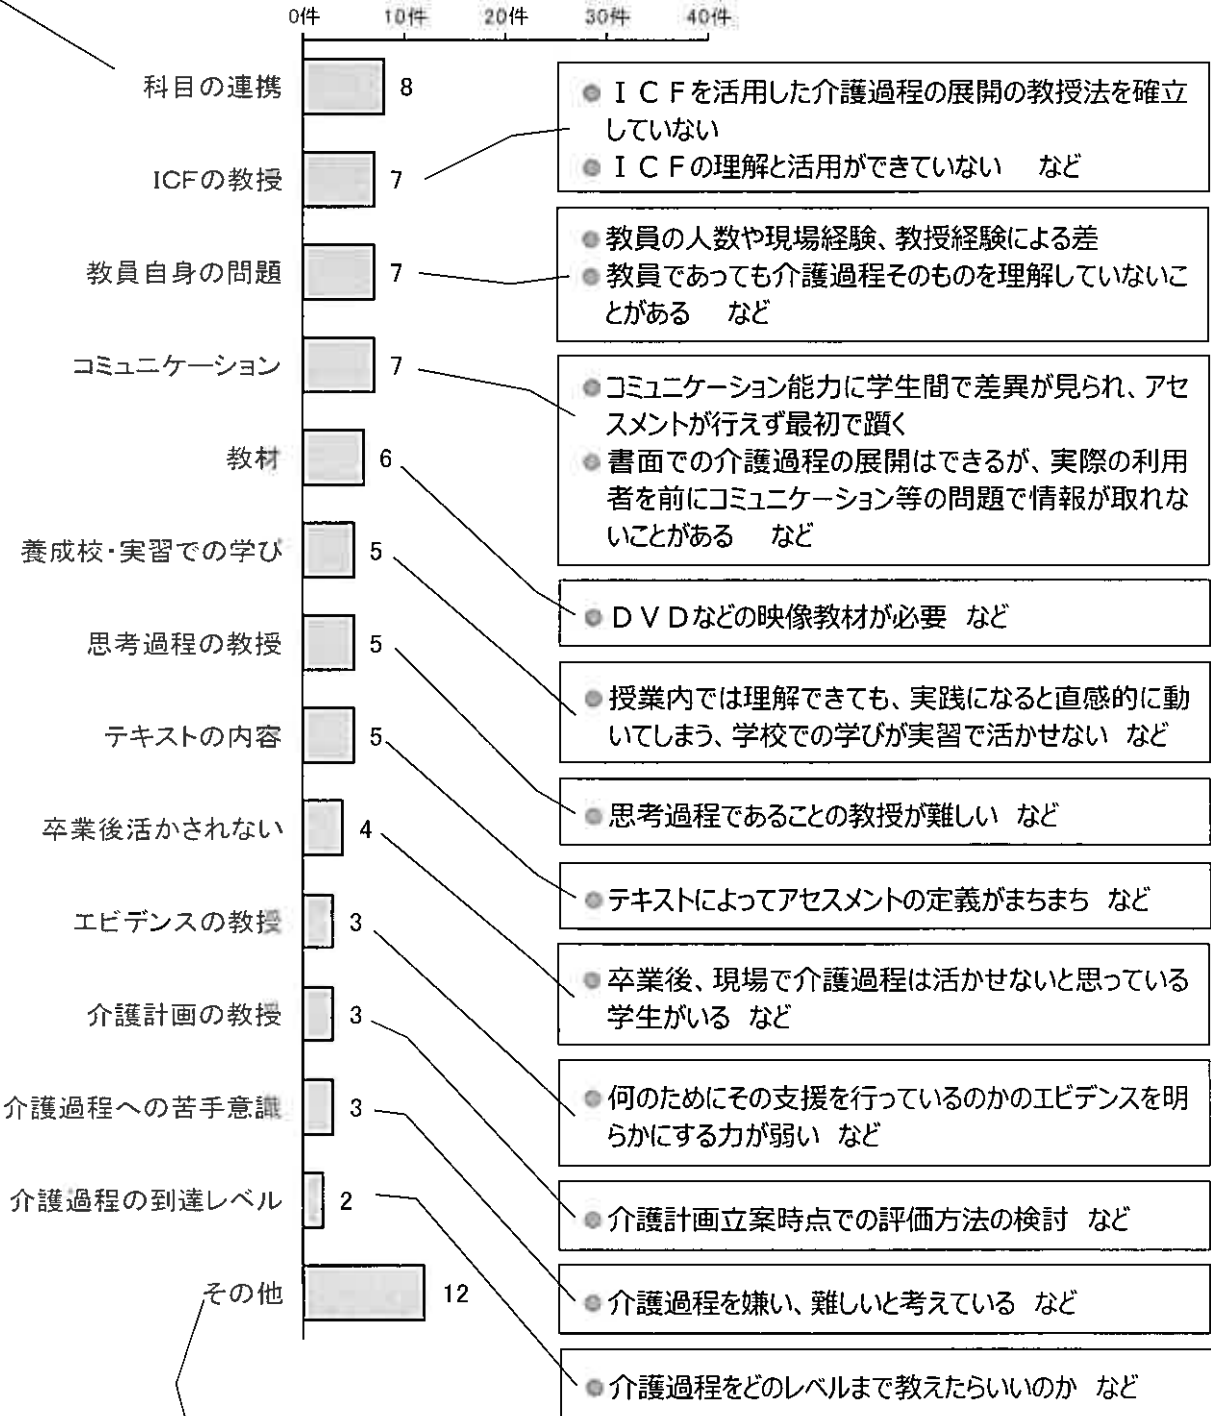 0件 10件 20件 30件 40件
科目の連携 8
ICFの教授 7
● ＩＣＦを活用した介護過程の展開の教授法を確立
していない
● ＩＣＦの理解と活用ができていない など
教員自身の問題 7
● 教員の人数や現場経験、教授経験による差
● 教員であっても介護過程そのものを理解していないこ
とがある など
コミュニケーション 7
● コミュニケーション能力に学生間で差異が見られ、アセ
スメントが行えず最初で躓く
● 書面での介護過程の展開はできるが、実際の利用
者を前にコミュニケーション等の問題で情報が取れな
いことがある など
教材 6
● ＤＶＤなどの映像教材が必要 など
養成校・実習での学び 5
● 授業内では理解できても、実践になると直感的に動
いてしまう、学校での学びが実習で活かせない など
思考過程の教授 5
● 思考過程であることの教授が難しい など
テキストの内容 5
● テキストによってアセスメントの定義がまちまち など
卒業後活かされない 4
● 卒業後、現場で介護過程は活かせないと思っている
学生がいる など
エビデンスの教授 3
● 何のためにその支援を行っているのかのエビデンスを明
らかにする力が弱い など
介護計画の教授 3
● 介護計画立案時点での評価方法の検討 など
介護過程への苦手意識 3
● 介護過程を嫌い、難しいと考えている など
介護過程の到達レベル 2
● 介護過程をどのレベルまで教えたらいいのか など
その他 12